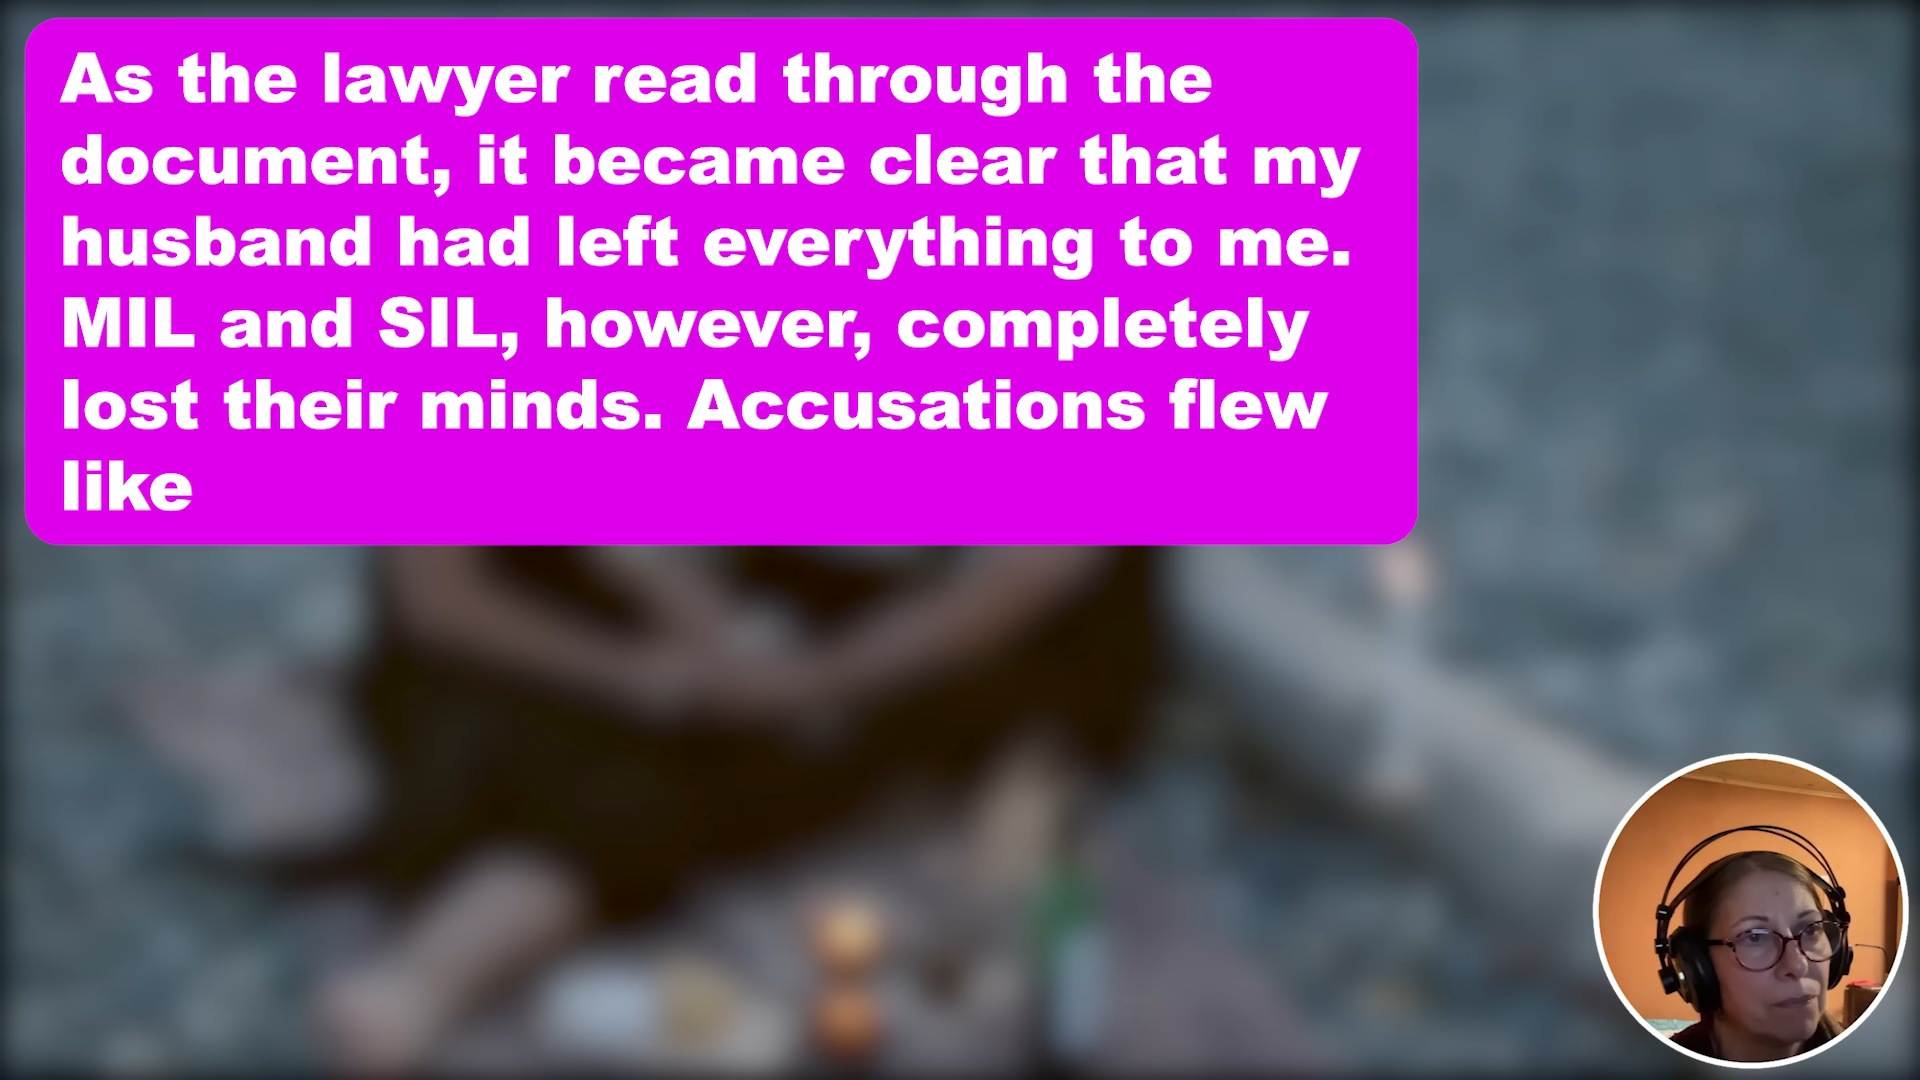 As the lawyer read through the
document, it became clear that my
husband had left everything to me.
MIL and SIL, however, completely
lost their minds. Accusations flew
like